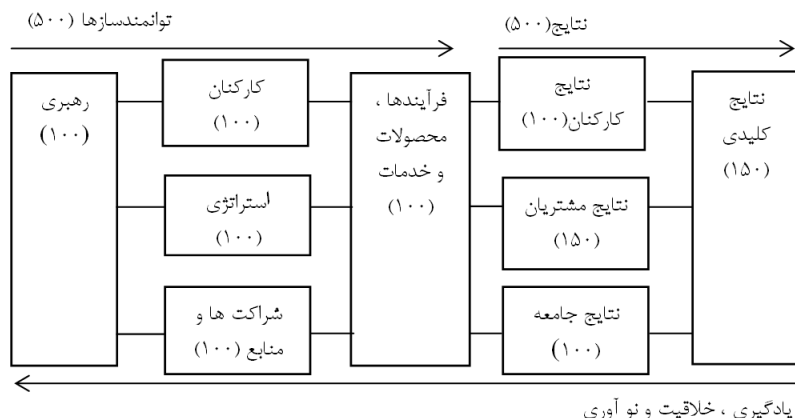 توانمندسازها (۵۰۰)
نتایج(۵۰۰)
رهبری
(۱۰۰)
کارکنان
(۱۰۰)
استراتژی
(۱۰۰)
شراکت ها و
منابع (۱۰۰)
فرآیندها ،
محصولات
و خدمات
(۱۰۰)
نتایج
کارکنان(۱۰۰)
نتایج مشتریان
(۱۵۰)
نتایج جامعه
(۱۰۰)
نتایج
کلیدی
(۱۵۰)
یادگیری ، خلاقیت و نو آوری